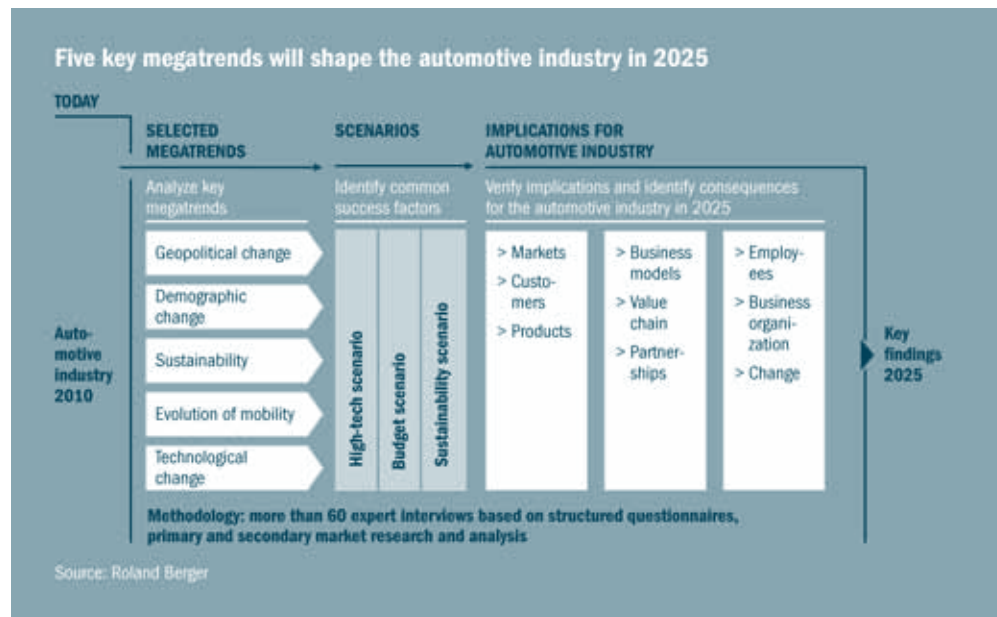 Five key megatrends will shape the automotive industry in 2025
TODAY
SELECTED
MEGATRENDS
SCENARIOS
IMPLICATIONS FOR
AUTOMOTIVE INDUSTRY
Analyze key
megatrends
Identify common
success factors
Verify implications and identify consequences
for the automotive industry in 2025
Auto-
motive
industry
2010
Geopolitical change
Demographic
change
Sustainability
Evolution of mobility
Technological
change
High-tech scenario
Budget scenario
Sustainability scenario
> Markets
> Custo-
mers
> Products
> Business
models
> Value
chain
> Partner-
ships
> Employ-
ees
> Business
organi-
zation
> Change
Key
findings
2025
Methodology: more than 60 expert interviews based on structured questionnaires,
primary and secondary market research and analysis
Source: Roland Berger